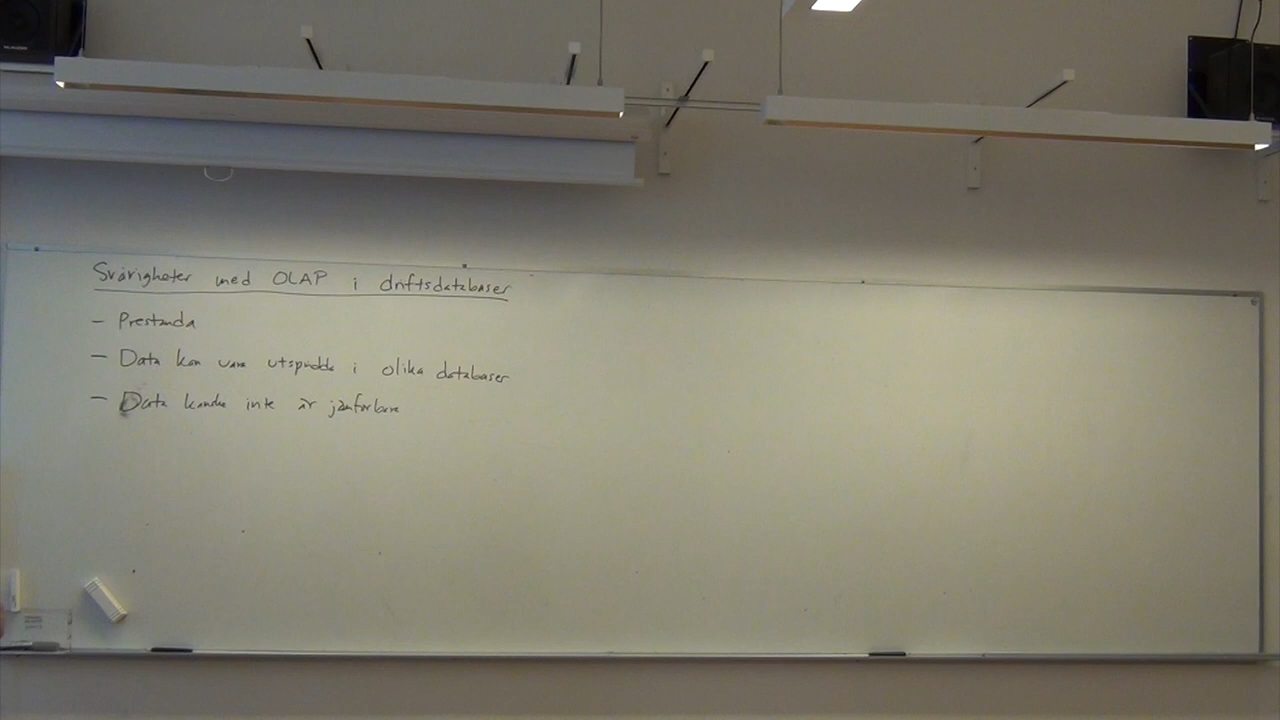 Svårigheter med OLAP i driftsdatabaser
- Prestanda
- Data kan vara utspridda i olika databaser
- Data kanske inte är jämförbara